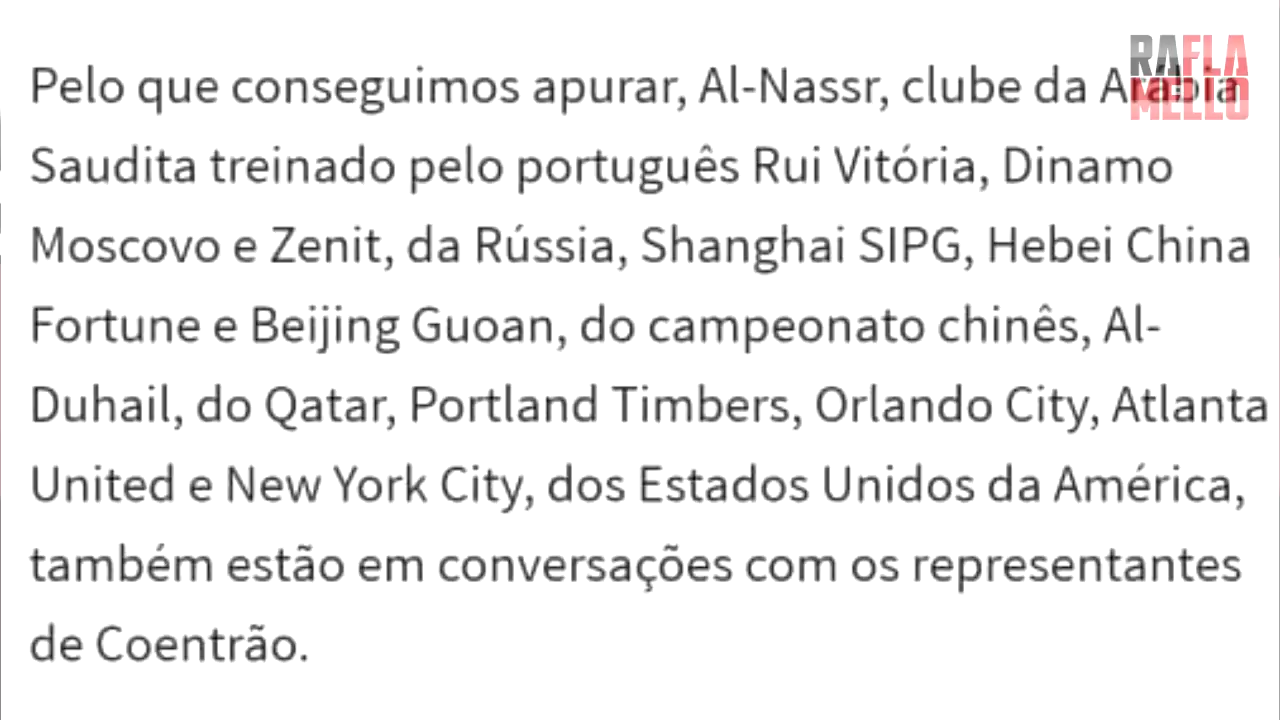 RAFLA
MELLO
Pelo que conseguimos apurar, Al-Nassr, clube da Arábia
Saudita treinado pelo português Rui Vitória, Dinamo
Moscovo e Zenit, da Rússia, Shanghai SIPG, Hebei China
Fortune e Beijing Guoan, do campeonato chinês, Al-
Duhail, do Qatar, Portland Timbers, Orlando City, Atlanta
United e New York City, dos Estados Unidos da América,
também estão em conversações com os representantes
de Coentrão.